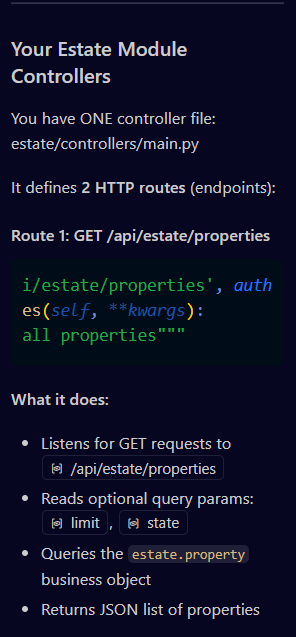 Your Estate Module
Controllers
You have ONE controller file:
estate/controllers/main.py
It defines 2 HTTP routes (endpoints):
Route 1: GET /api/estate/properties
i/estate/properties', auth
es(self, **kwargs):
all properties"""
What it does:
Listens for GET requests to
/api/estate/properties
Reads optional query params:
limit, state
Queries the estate.property
business object
Returns JSON list of properties